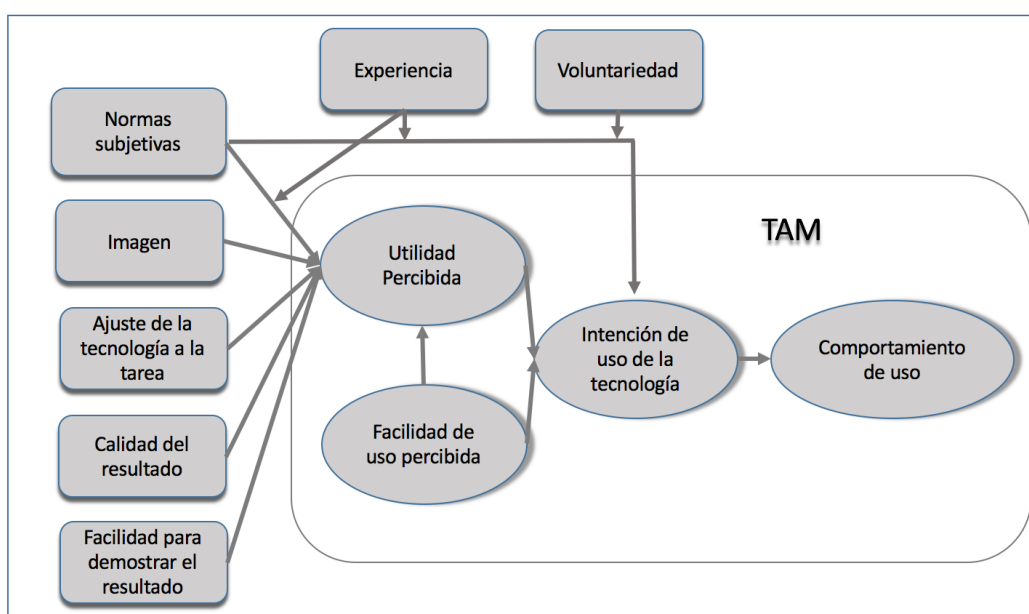 Experiencia
Voluntariedad
Normas
subjetivas
Imagen
Ajuste de la
tecnología a la
tarea
Calidad del
resultado
Facilidad para
demostrar el
resultado
TAM
Utilidad
Percibida
Facilidad de
uso percibida
Intención de
uso de la
tecnología
Comportamiento
de uso